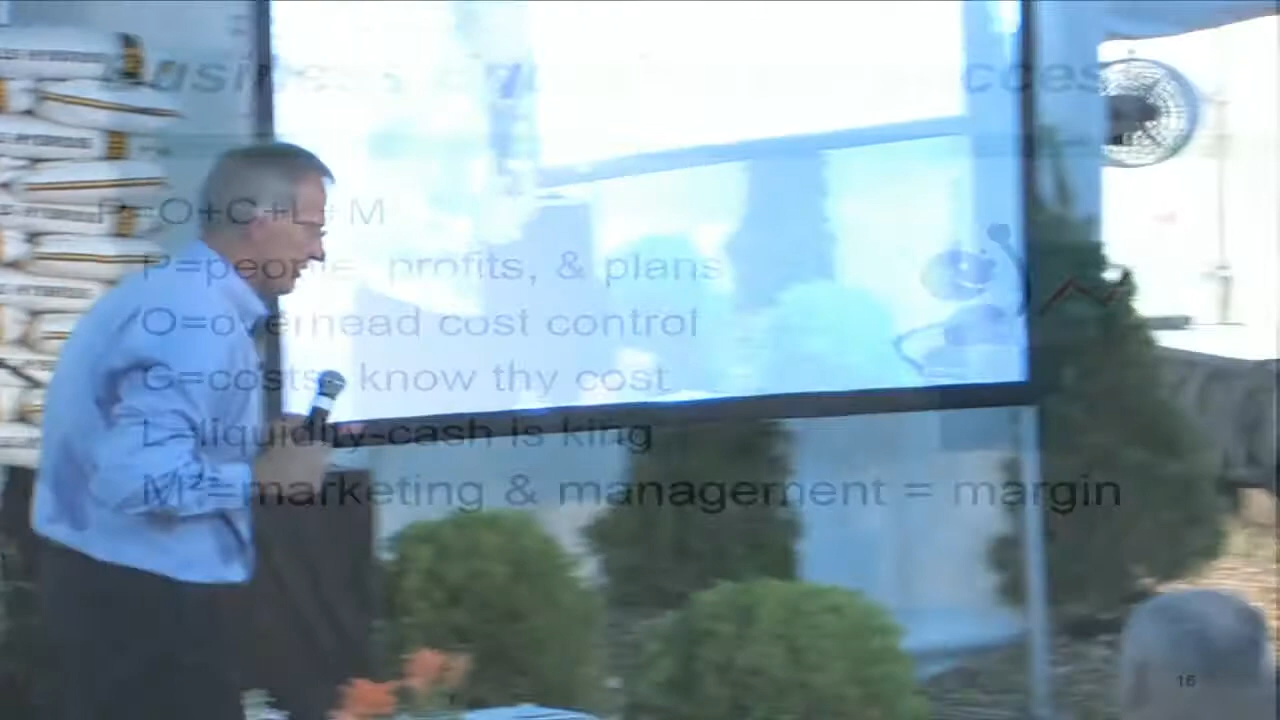 P=O+C+L+M
P=people, profits, & plans
O=overhead cost control
C=costs, know thy cost
L=liquidity-cash is king
M²=marketing & management = margin
16